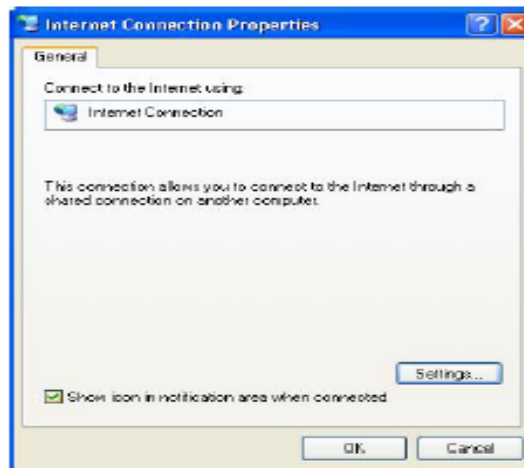 Internet Connection Properties
General
Connect to the Internet using:
Internet Connection
This connection allows you to connect to the Internet through a
shared connection on another computer.
Settings...
Show icon in notification area when connected
OK
Cancel